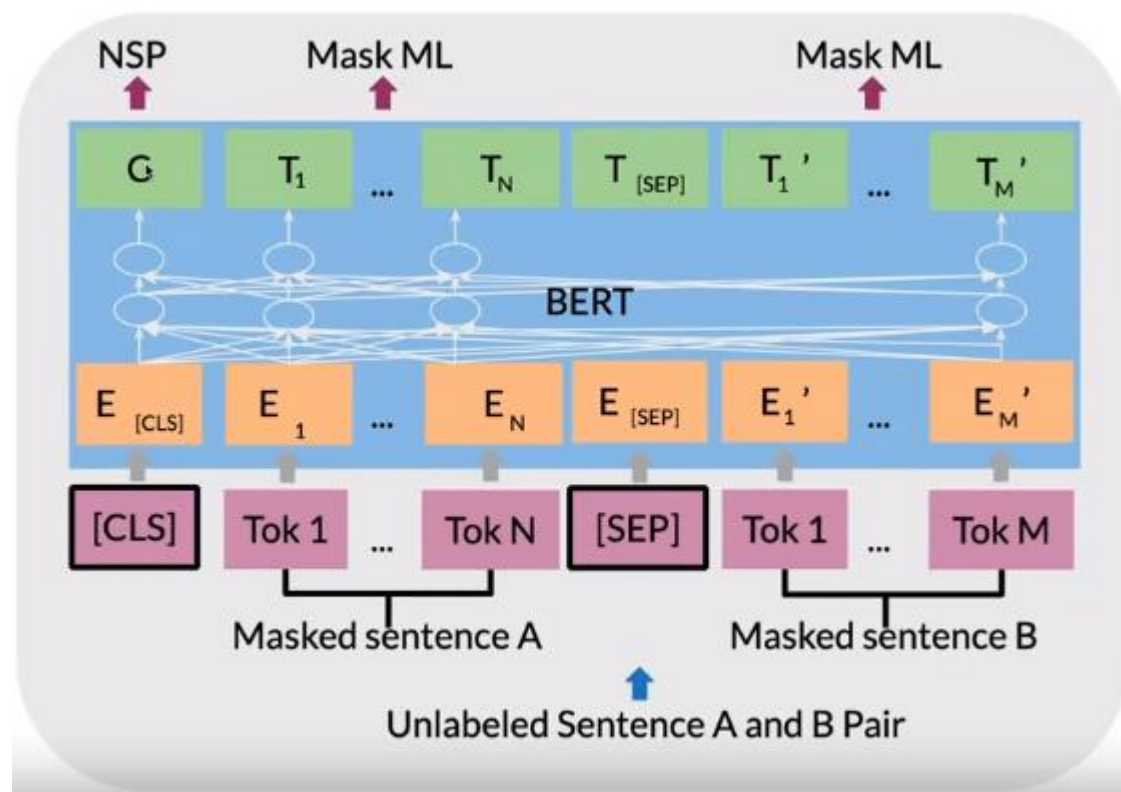 NSP Mask ML Mask ML
C T1 ... TN T[SEP] T1' ... TM'
BERT
E[CLS] E1 ... EN E[SEP] E1' ... EM'
[CLS] Tok 1 ... Tok N [SEP] Tok 1 ... Tok M
Masked sentence A Masked sentence B
Unlabeled Sentence A and B Pair